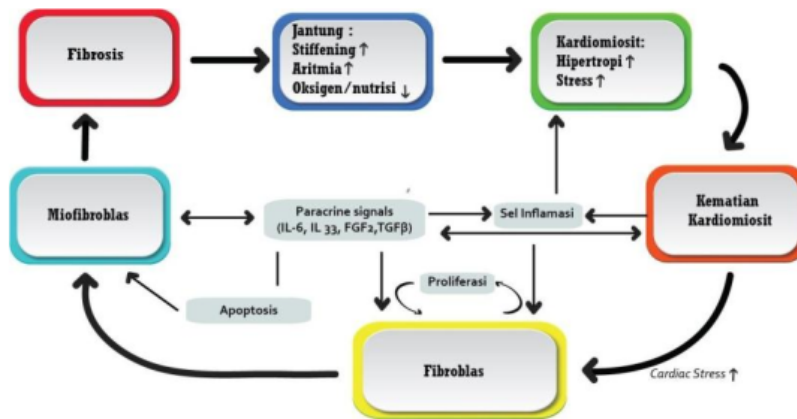 Fibrosis
Jantung :
Stiffening ↑
Aritmia ↑
Oksigen/nutrisi ↓
Kardiomiosit:
Hipertropi ↑
Stress ↑
Miofibroblas
Paracrine signals
(IL-6, IL 33, FGF2,TGFβ)
Sel Inflamasi
Kematian
Kardiomiosit
Proliferasi
Apoptosis
Fibroblas
Cardiac Stress ↑